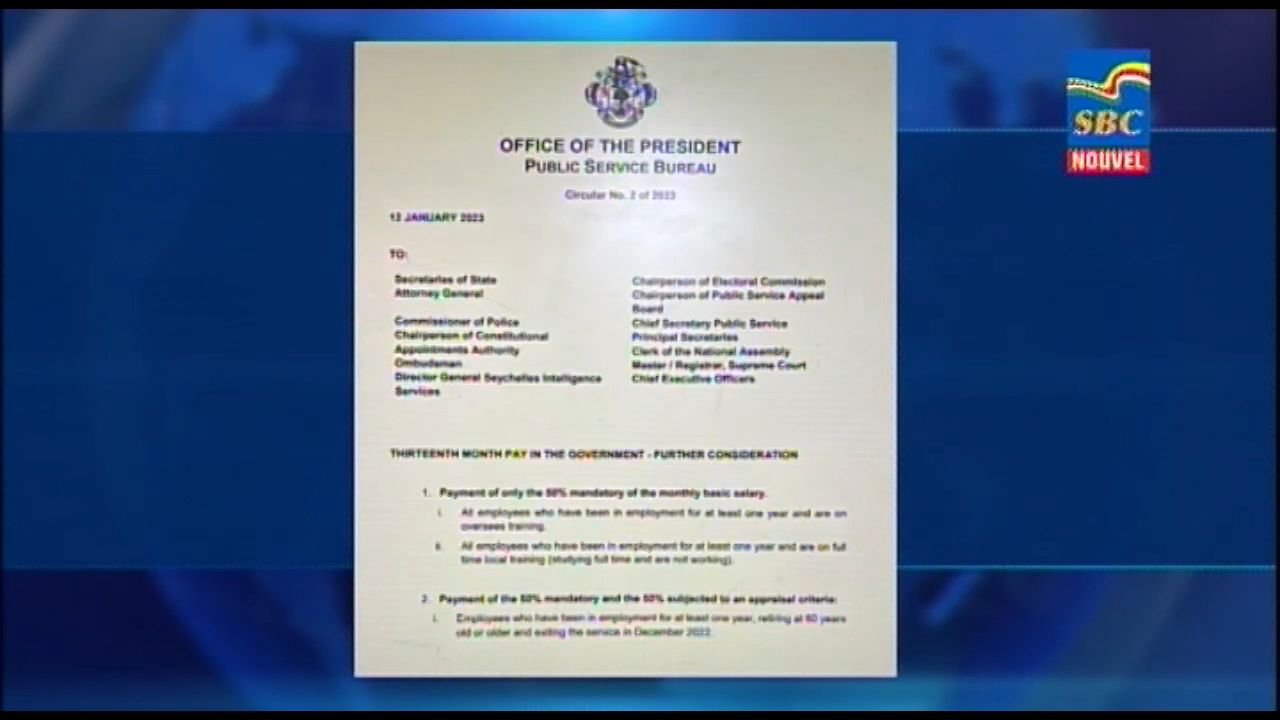 OFFICE OF THE PRESIDENT
PUBLIC SERVICE BUREAU
Circular No. 2 of 2023
12 JANUARY 2023
TO:
Secretaries of State
Attorney General
Commissioner of Police
Chairperson of Constitutional
Appointments Authority
Ombudsman
Director General Seychelles Intelligence
Services
Chairperson of Electoral Commission
Chairperson of Public Service Appeal
Board
Chief Secretary Public Service
Principal Secretaries
Clerk of the National Assembly
Master / Registrar, Supreme Court
Chief Executive Officers
THIRTEENTH MONTH PAY IN THE GOVERNMENT - FURTHER CONSIDERATION
1. Payment of only the 50% mandatory of the monthly basic salary.
i. All employees who have been in employment for at least one year and are on
overseas training.
ii. All employees who have been in employment for at least one year and are on full
time local training (studying full time and are not working).
2. Payment of the 50% mandatory and the 50% subjected to an appraisal criteria:
i. Employees who have been in employment for at least one year, retiring at 60 years
old or older and exiting the service in December 2022.
SBC
NOUVEL